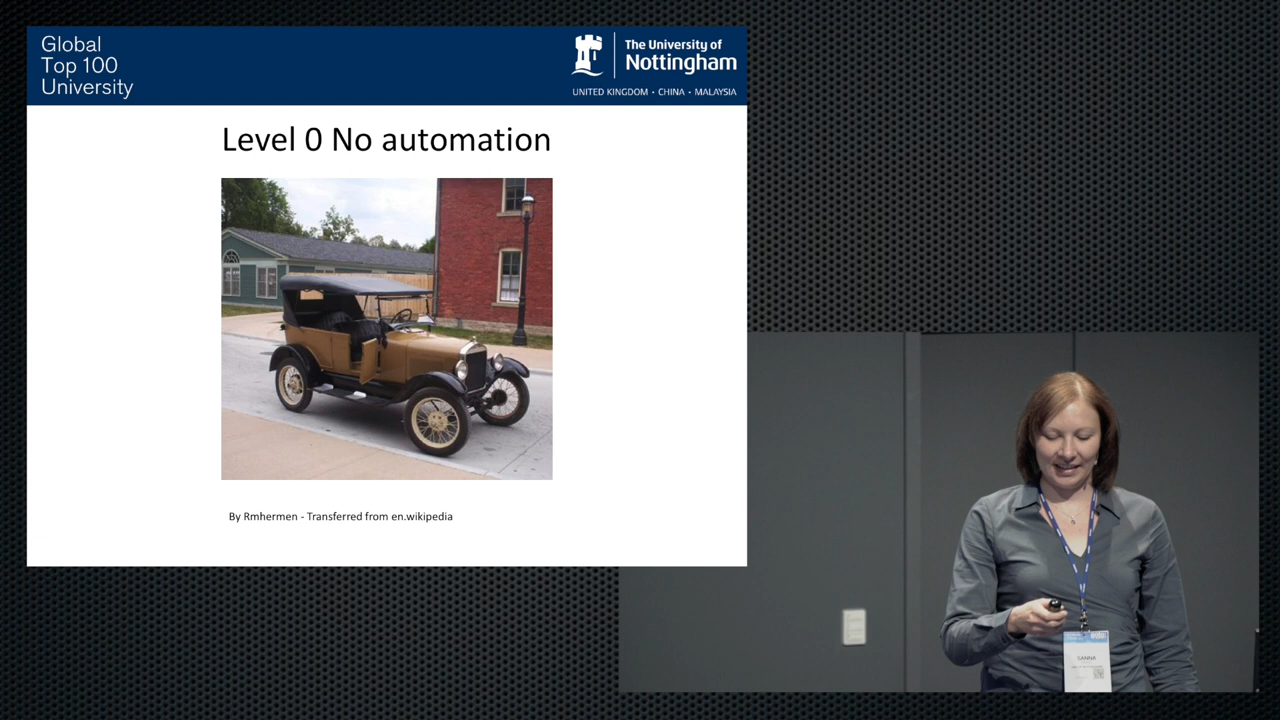 Global
Top 100
University
The University of
Nottingham
UNITED KINGDOM • CHINA • MALAYSIA
Level 0 No automation
By Rmhermen - Transferred from en.wikipedia
SANNA